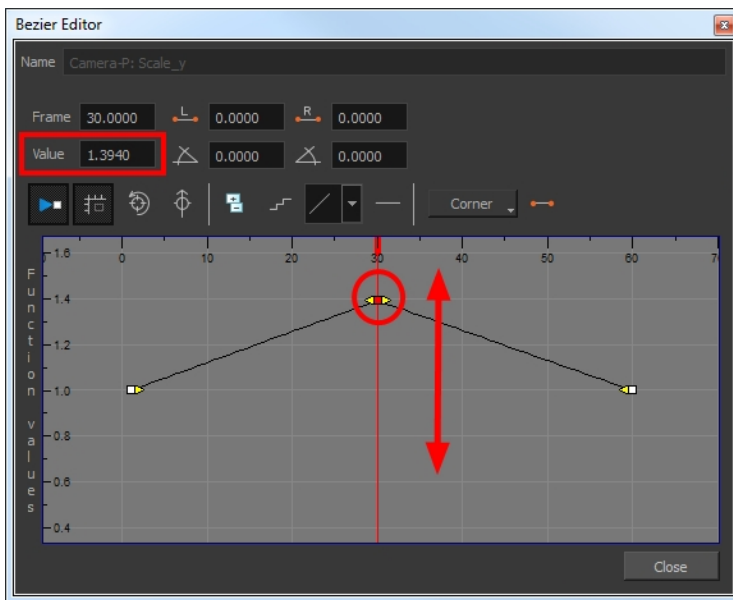 Bezier Editor
Name Camera-P: Scale_y
Frame 30.0000 L 0.0000 R 0.0000
Value 1.3940 0.0000 0.0000
Corner
Function values
0 10 20 30 40 50 60 7
1.6
1.4
1.2
1.0
0.8
0.6
0.4
Close